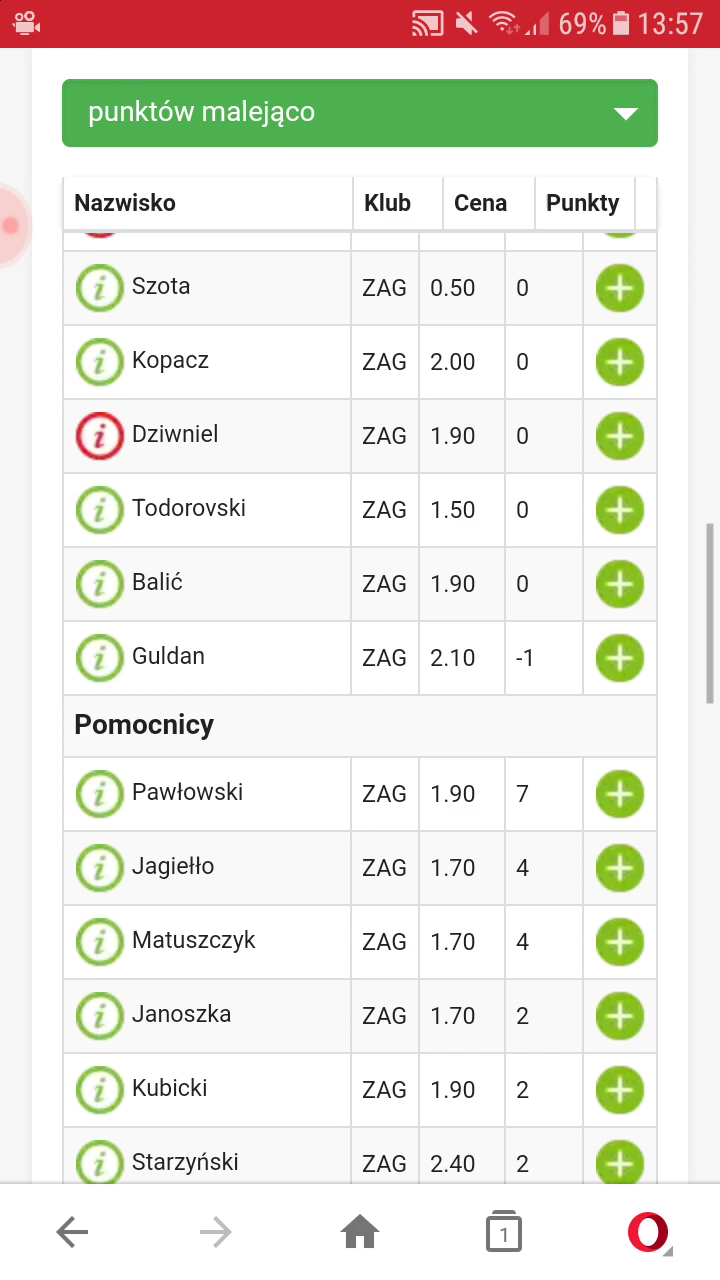 69% 13:57
punktów malejąco
Nazwisko Klub Cena Punkty
i Szota ZAG 0.50 0
i Kopacz ZAG 2.00 0
i Dziwniel ZAG 1.90 0
i Todorovski ZAG 1.50 0
i Balić ZAG 1.90 0
i Guldan ZAG 2.10 -1
Pomocnicy
i Pawłowski ZAG 1.90 7
i Jagiełło ZAG 1.70 4
i Matuszczyk ZAG 1.70 4
i Janoszka ZAG 1.70 2
i Kubicki ZAG 1.90 2
i Starzyński ZAG 2.40 2
1